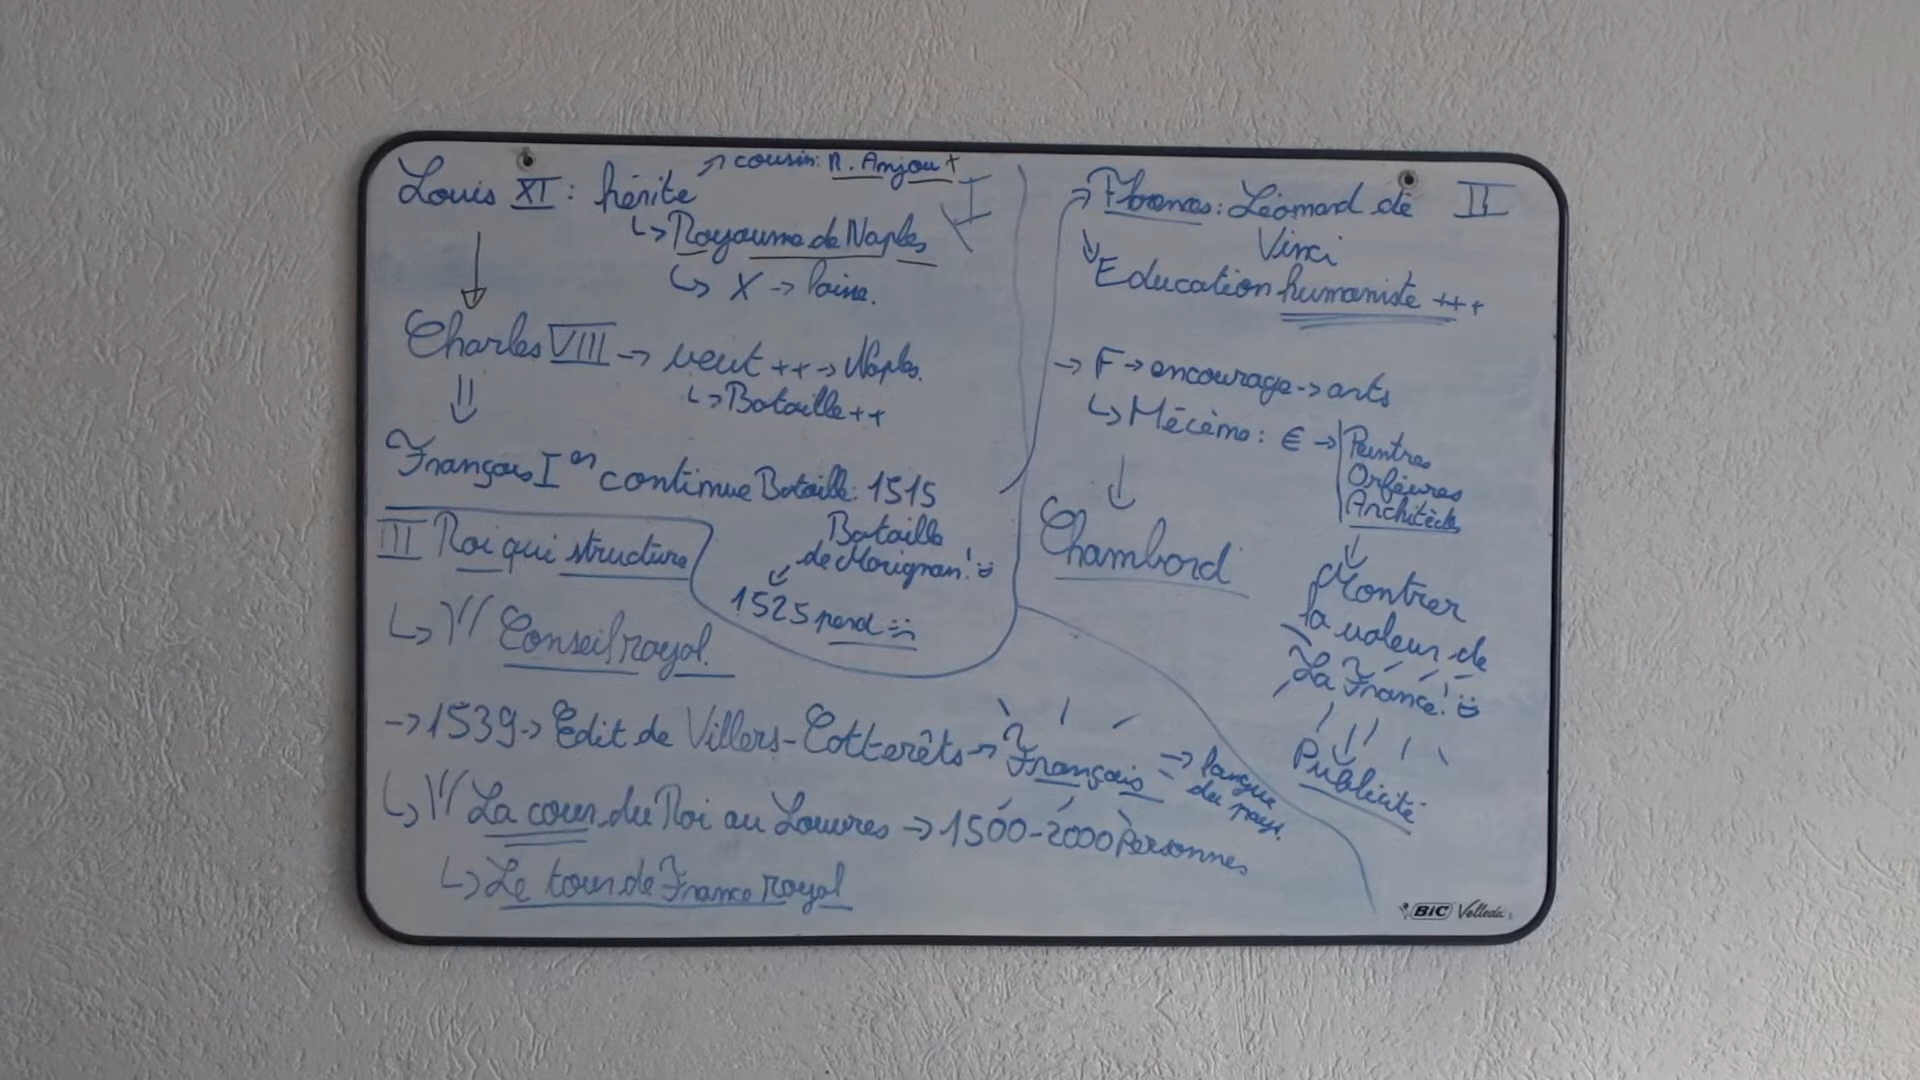 cousin: R. Anjou +
I
Louis XI : hérite
↳ Royaume de Naples
↳ X → loine.
Charles VIII → veut ++ → Naples.
↳ Bataille ++
François Ier continue Bataille : 1515
Bataille
de Marignan ! :)
1525 perd :(
II
Florence : Léonard de
Vinci
Education humaniste +++
→ F → encourage → arts
↳ Mécène : € → Peintres
Orfèvres
Architectes
Chambord
Montrer
la valeur de
La France ! :)
Publicité
III Roi qui structure
↳ Conseil royal.
→ 1539 → Edit de Villers-Cotterêts → Français → langue
du pays.
↳ La cour du Roi au Louvres → 1500-2000 Personnes
↳ Le tour de France royal
BIC Velleda